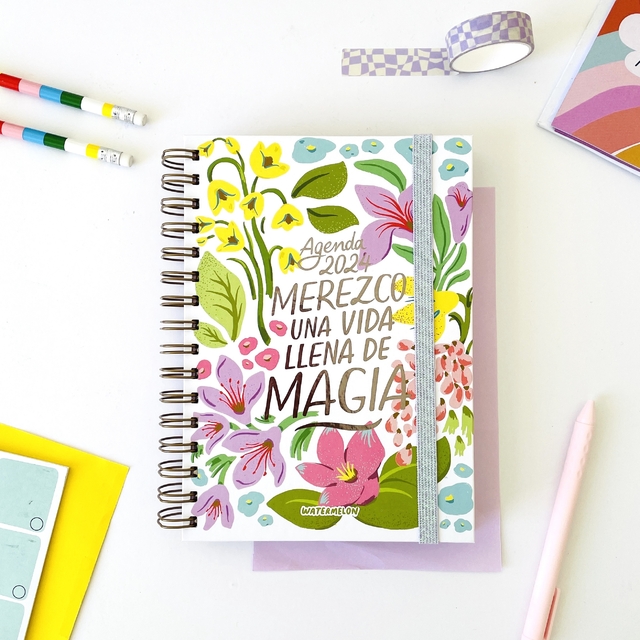 Agenda
2024
MEREZCO
UNA VIDA
LLENA DE
MAGIA
WATERMELON